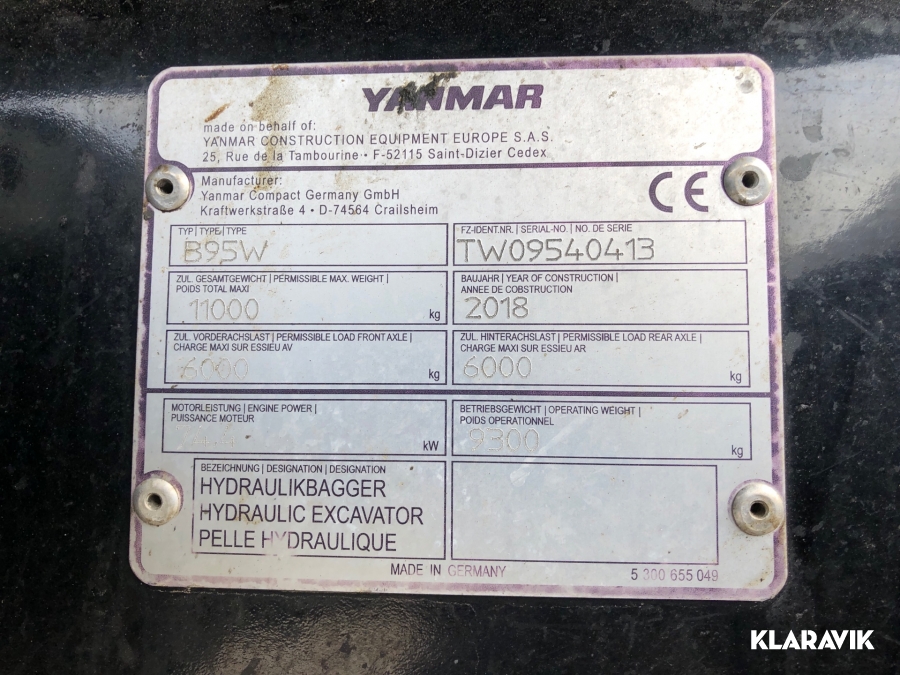 YANMAR
made on behalf of:
YANMAR CONSTRUCTION EQUIPMENT EUROPE S.A.S.
25, Rue de la Tambourine • F-52115 Saint-Dizier Cedex
Manufacturer:
Yanmar Compact Germany GmbH
Kraftwerkstraße 4 • D-74564 Crailsheim
CE
TYP | TYPE | TYPE
B95W
FZ-IDENT.NR. | SERIAL-NO. | NO. DE SERIE
TW09540413
ZUL. GESAMTGEWICHT | PERMISSIBLE MAX. WEIGHT |
POIDS TOTAL MAXI
11000 kg
BAUJAHR | YEAR OF CONSTRUCTION |
ANNEE DE COBSTRUCTION
2018
ZUL. VORDERACHSLAST | PERMISSIBLE LOAD FRONT AXLE |
CHARGE MAXI SUR ESSIEU AV
6000 kg
ZUL. HINTERACHSLAST | PERMISSIBLE LOAD REAR AXLE |
CHARGE MAXI SUR ESSIEU AR
6000 kg
MOTORLEISTUNG | ENGINE POWER |
PUISSANCE MOTEUR
kW
BETRIEBSGEWICHT | OPERATING WEIGHT |
POIDS OPERATIONNEL
9300 kg
BEZEICHNUNG | DESIGNATION | DESIGNATION
HYDRAULIKBAGGER
HYDRAULIC EXCAVATOR
PELLE HYDRAULIQUE
MADE IN GERMANY
5 300 655 049
KLARAVIK